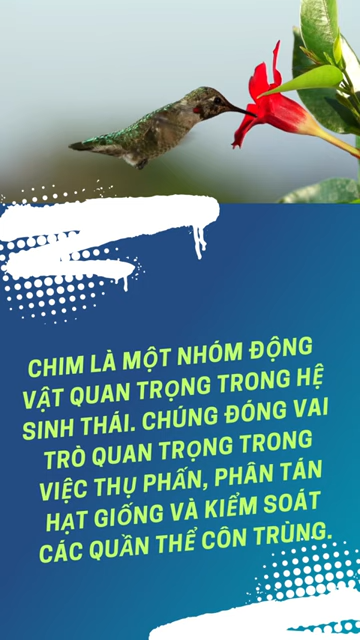 CHIM LÀ MỘT NHÓM ĐỘNG
VẬT QUAN TRỌNG TRONG HỆ
SINH THÁI. CHÚNG ĐÓNG VAI
TRÒ QUAN TRỌNG TRONG
VIỆC THỤ PHẤN, PHÂN TÁN
HẠT GIỐNG VÀ KIỂM SOÁT
CÁC QUẦN THỂ CÔN TRÙNG.